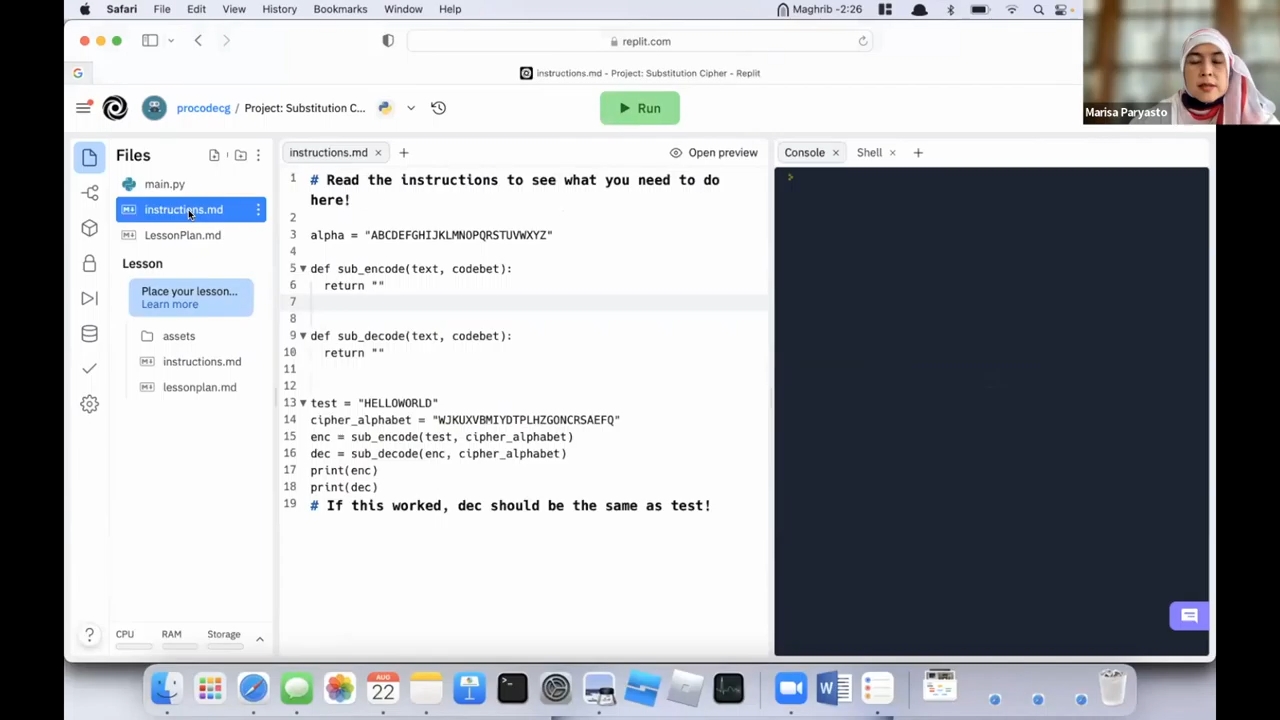 Safari File Edit View History Bookmarks Window Help Maghrib -2:26
replit.com
G instructions.md - Project: Substitution Cipher - Replit
procodecg / Project: Substitution C... Run
Marisa Paryasto
Files
main.py
instructions.md
LessonPlan.md
Lesson
Place your lesson...
Learn more
assets
instructions.md
lessonplan.md
CPU RAM Storage
?
instructions.md × + Open preview
1 # Read the instructions to see what you need to do
here!
2
3 alpha = "ABCDEFGHIJKLMNOPQRSTUVWXYZ"
4
5 def sub_encode(text, codebet):
6 return ""
7
8
9 def sub_decode(text, codebet):
10 return ""
11
12
13 test = "HELLOWORLD"
14 cipher_alphabet = "WJKUXVBMIYDTPLHZGONCRSAEFQ"
15 enc = sub_encode(test, cipher_alphabet)
16 dec = sub_decode(enc, cipher_alphabet)
17 print(enc)
18 print(dec)
19 # If this worked, dec should be the same as test!
Console × Shell × +
>
AUG
22